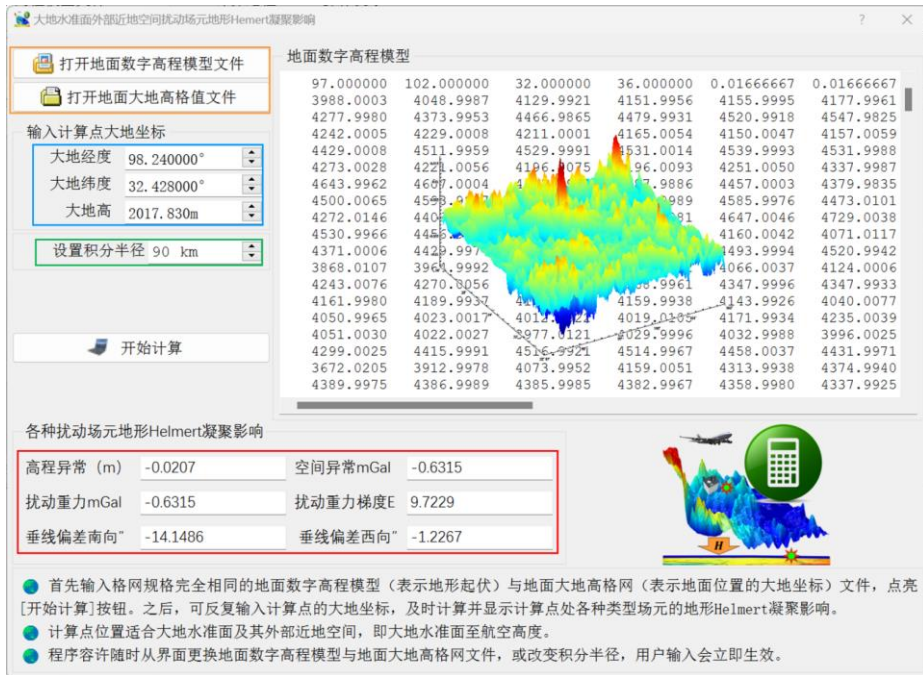 大地水准面外部近地空间扰动场元地形Hemert凝聚影响
打开地面数字高程模型文件
打开地面大地高格值文件
输入计算点大地坐标
大地经度 98.240000°
大地纬度 32.428000°
大地高 2017.830m
设置积分半径 90 km
开始计算
地面数字高程模型
97.000000 102.000000 32.000000 36.000000 0.01666667 0.01666667
3988.0003 4048.9987 4129.9921 4151.9956 4155.9995 4177.9961
4277.9980 4373.9953 4466.9865 4479.9931 4520.9918 4547.9825
4242.0005 4229.0008 4211.0001 4165.0054 4150.0047 4157.0059
4429.0008 4511.9959 4529.9991 4531.0014 4539.9993 4531.9988
4273.0028 4251.0050 4337.9987
4643.9962 4457.0003 4379.9835
4500.0065 4585.9976 4473.0101
4272.0146 4647.0046 4729.0038
4530.9966 4160.0042 4071.0117
4371.0006 4493.9994 4520.9942
3868.0107 4066.0037 4124.0006
4243.0076 4270.0056 4347.9996 4347.9933
4161.9980 4189.9937 4159.9938 4143.9926 4040.0077
4050.9965 4023.0017 4019.0105 4171.9934 4235.0039
4051.0030 4022.0027 4029.9996 4032.9988 3996.0025
4299.0025 4415.9991 4516.9921 4514.9967 4458.0037 4431.9971
3672.0205 3912.9978 4073.9952 4159.0051 4313.9938 4374.9940
4389.9975 4386.9989 4385.9985 4382.9967 4358.9980 4337.9925
各种扰动场元地形Helmert凝聚影响
高程异常（m） -0.0207 空间异常mGal -0.6315
扰动重力mGal -0.6315 扰动重力梯度E 9.7229
垂线偏差南向″ -14.1486 垂线偏差西向″ -1.2267
H
首先输入格网规格完全相同的地面数字高程模型（表示地形起伏）与地面大地高格网（表示地面位置的大地坐标）文件，点亮
[开始计算]按钮。之后，可反复输入计算点的大地坐标，及时计算并显示计算点处各种类型场元的地形Helmert凝聚影响。
计算点位置适合大地水准面及其外部近地空间，即大地水准面至航空高度。
程序容许随时从界面更换地面数字高程模型与地面大地高格网文件，或改变积分半径，用户输入会立即生效。